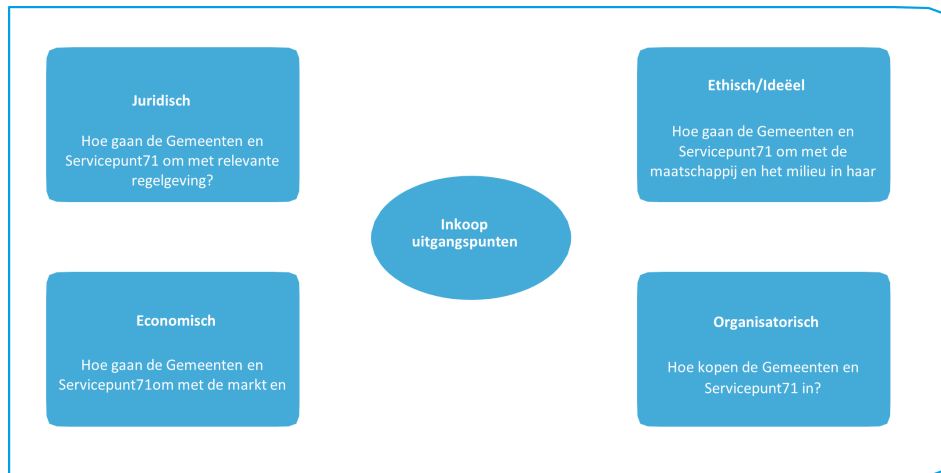 Juridisch
Hoe gaan de Gemeenten en
Servicepunt71 om met relevante
regelgeving?
Ethisch/Ideëel
Hoe gaan de Gemeenten en
Servicepunt71 om met de
maatschappij en het milieu in haar
Inkoop
uitgangspunten
Economisch
Hoe gaan de Gemeenten en
Servicepunt71om met de markt en
Organisatorisch
Hoe kopen de Gemeenten en
Servicepunt71 in?